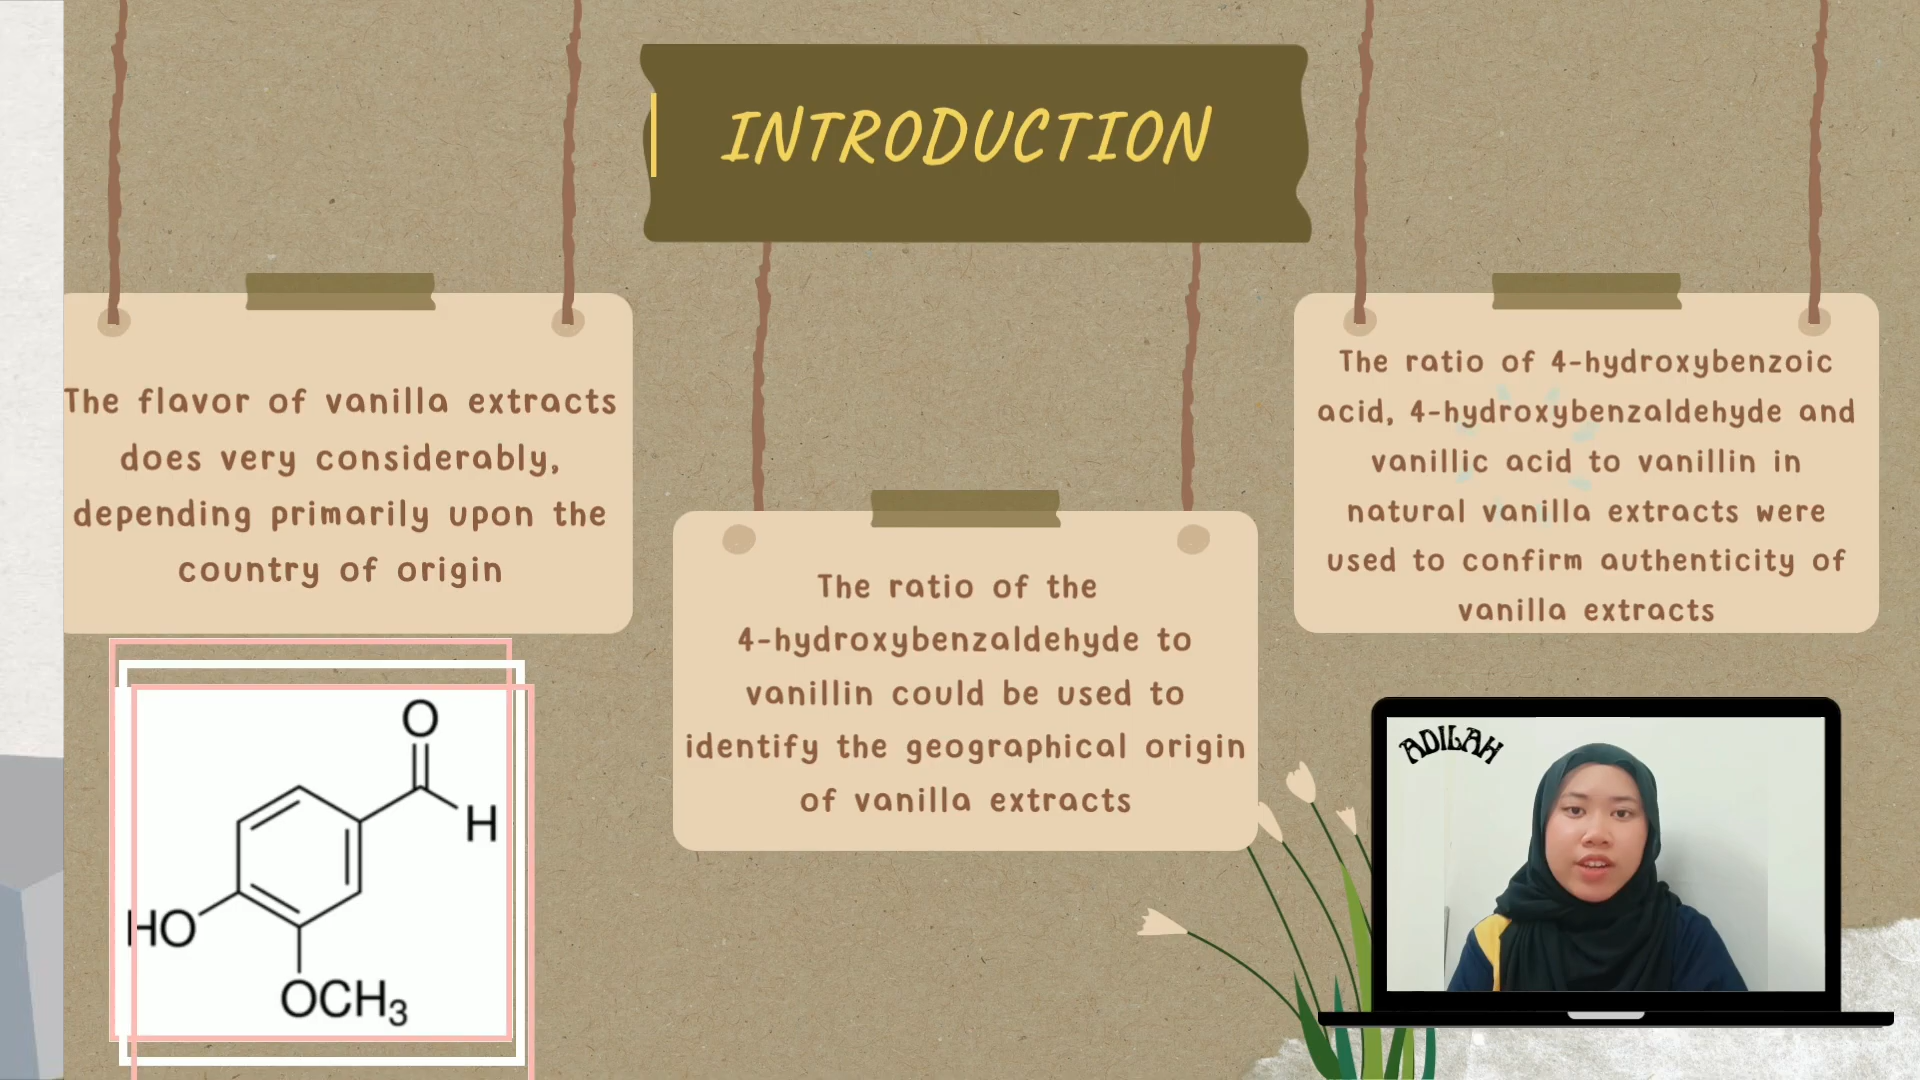 INTRODUCTION
The flavor of vanilla extracts
does very considerably,
depending primarily upon the
country of origin
The ratio of the
4-hydroxybenzaldehyde to
vanillin could be used to
identify the geographical origin
of vanilla extracts
The ratio of 4-hydroxybenzoic
acid, 4-hydroxybenzaldehyde and
vanillic acid to vanillin in
natural vanilla extracts were
used to confirm authenticity of
vanilla extracts
O
H
HO
OCH3
ADILAH